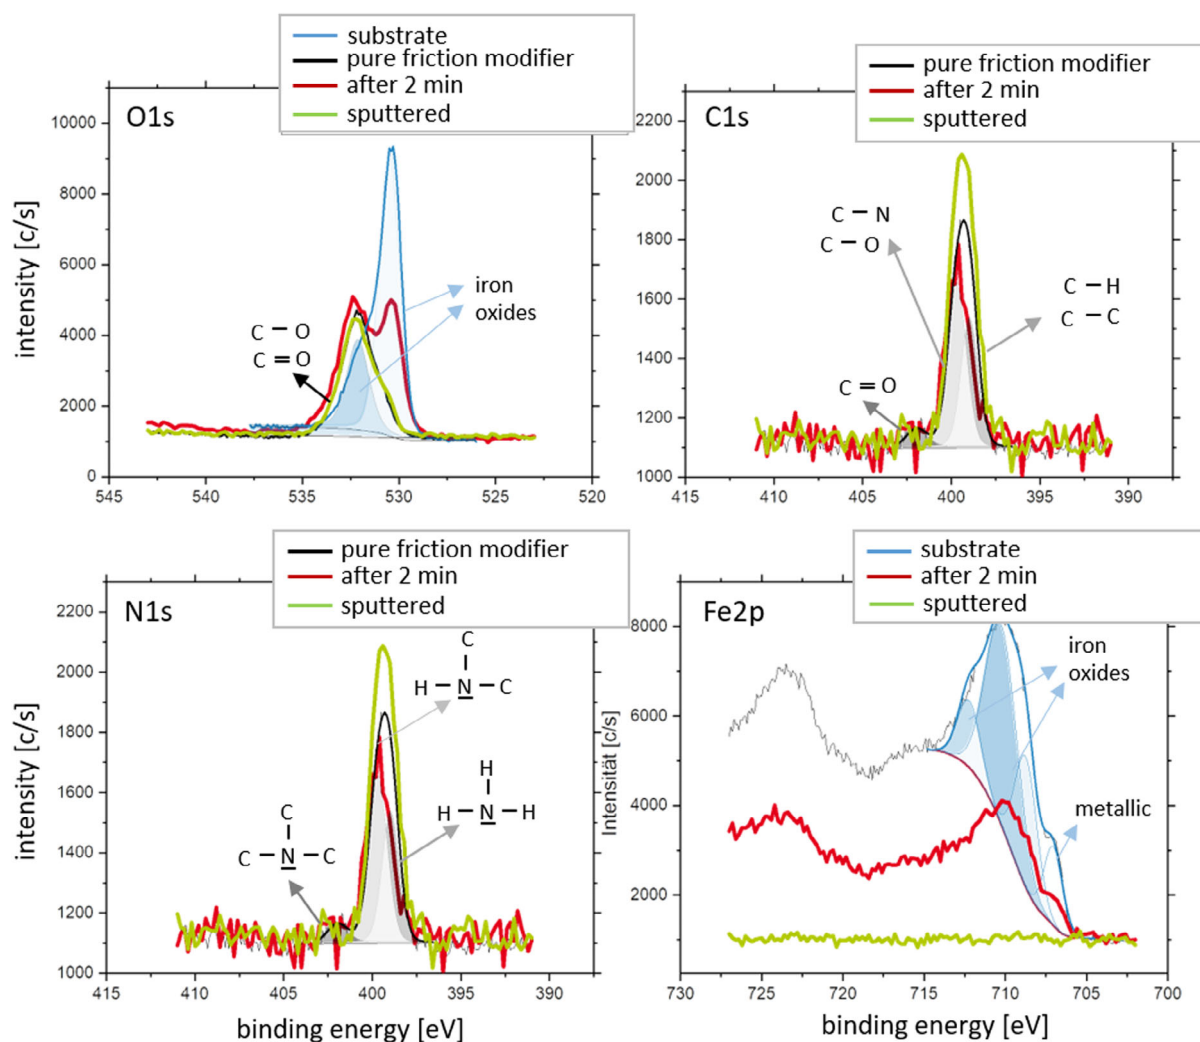 substrate
pure friction modifier
after 2 min
sputtered
O1s
10000
8000
6000
4000
2000
0
intensity [c/s]
C – O
C = O
iron
oxides
545 540 535 530 525 520
pure friction modifier
after 2 min
sputtered
C1s
2200
2000
1800
1600
1400
1200
1000
C – N
C – O
C – H
C – C
C = O
415 410 405 400 395 390
pure friction modifier
after 2 min
sputtered
N1s
2200
2000
1800
1600
1400
1200
1000
intensity [c/s]
C
H – N – C
H
H – N – H
C
C – N – C
415 410 405 400 395 390
binding energy [eV]
substrate
after 2 min
sputtered
Fe2p
8000
6000
4000
2000
Intensität [c/s]
iron
oxides
metallic
730 725 720 715 710 705 700
binding energy [eV]